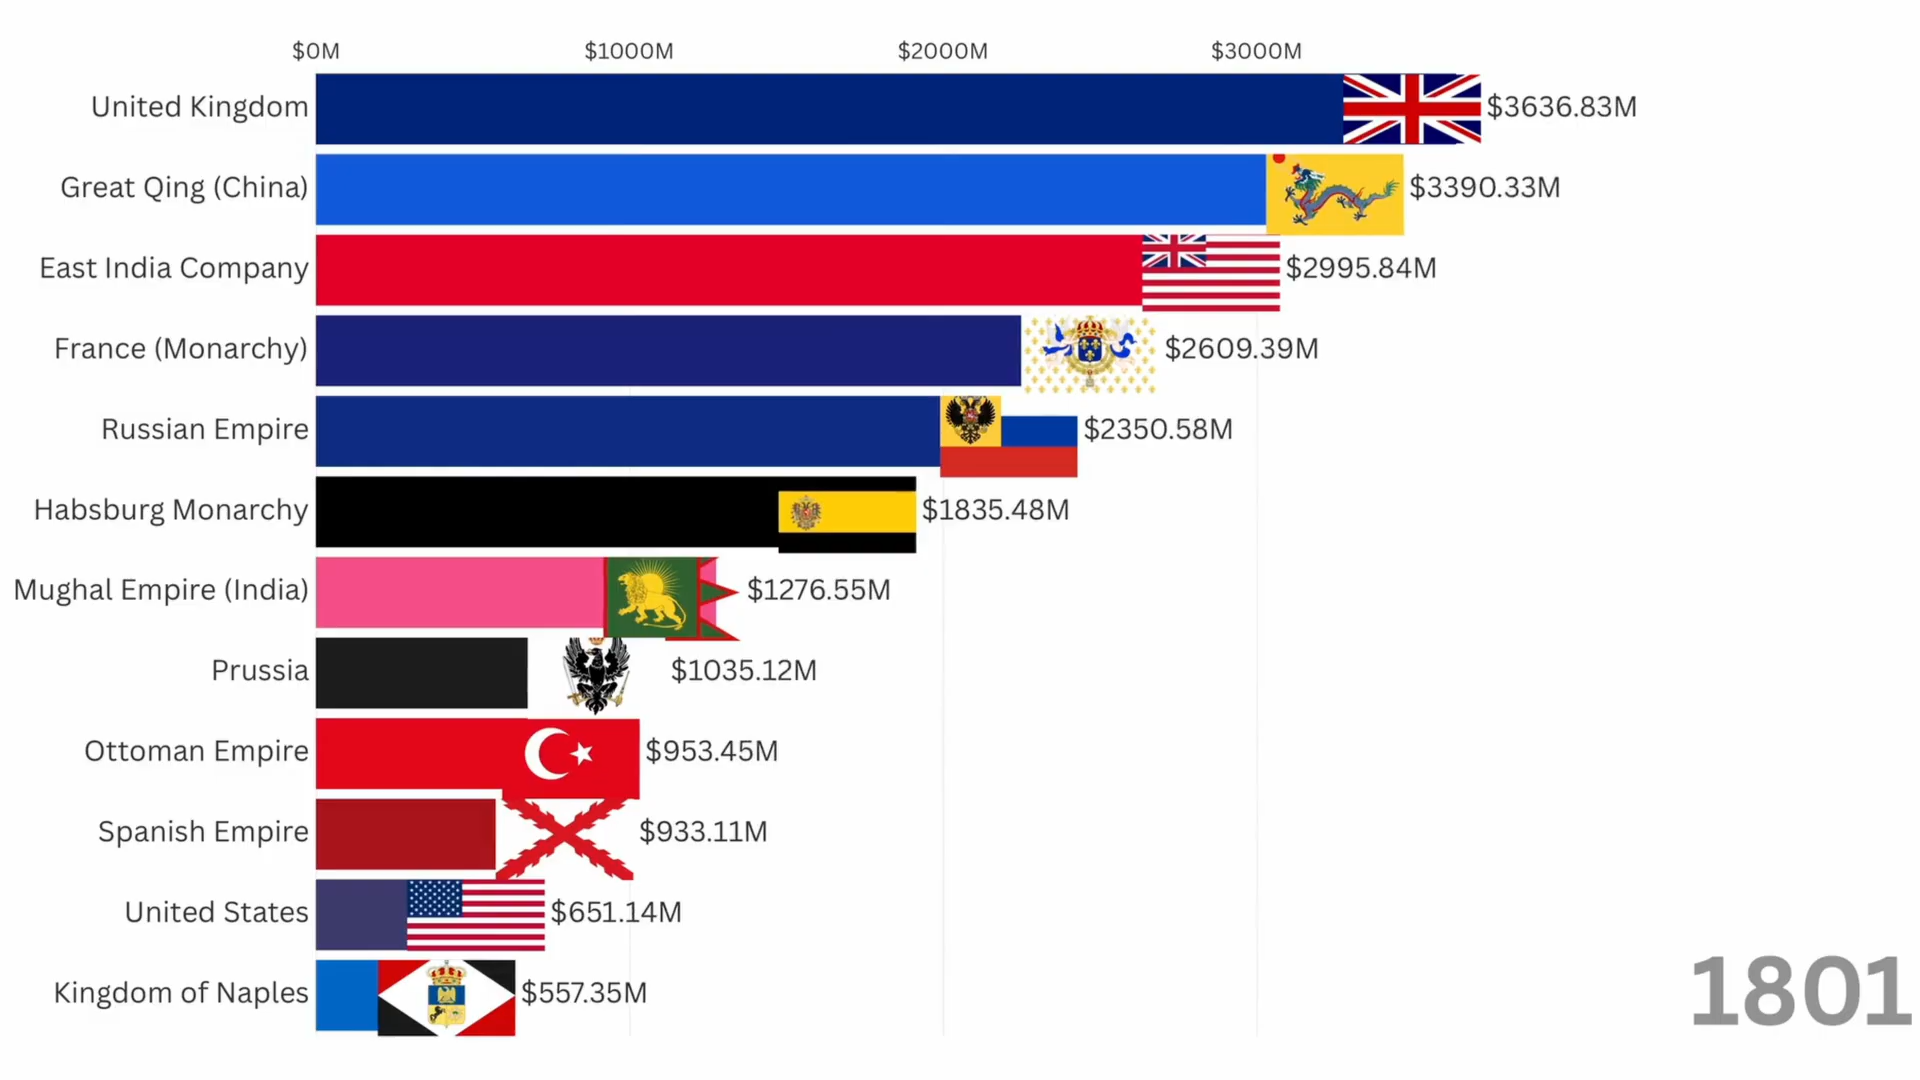 $0M $1000M $2000M $3000M
United Kingdom $3636.83M
Great Qing (China) $3390.33M
East India Company $2995.84M
France (Monarchy) $2609.39M
Russian Empire $2350.58M
Habsburg Monarchy $1835.48M
Mughal Empire (India) $1276.55M
Prussia $1035.12M
Ottoman Empire $953.45M
Spanish Empire $933.11M
United States $651.14M
Kingdom of Naples $557.35M
1801